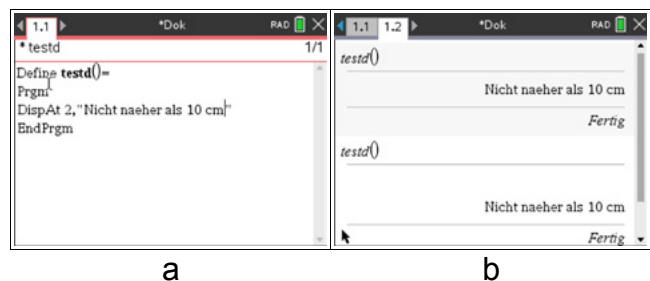 1.1 *Dok RAD
* testd 1/1
Define testd()=
Prgm
DispAt 2,"Nicht naeher als 10 cm"
EndPrgm
a
1.1 1.2 *Dok RAD
testd()
Nicht naeher als 10 cm
Fertig
testd()
Nicht naeher als 10 cm
Fertig
b